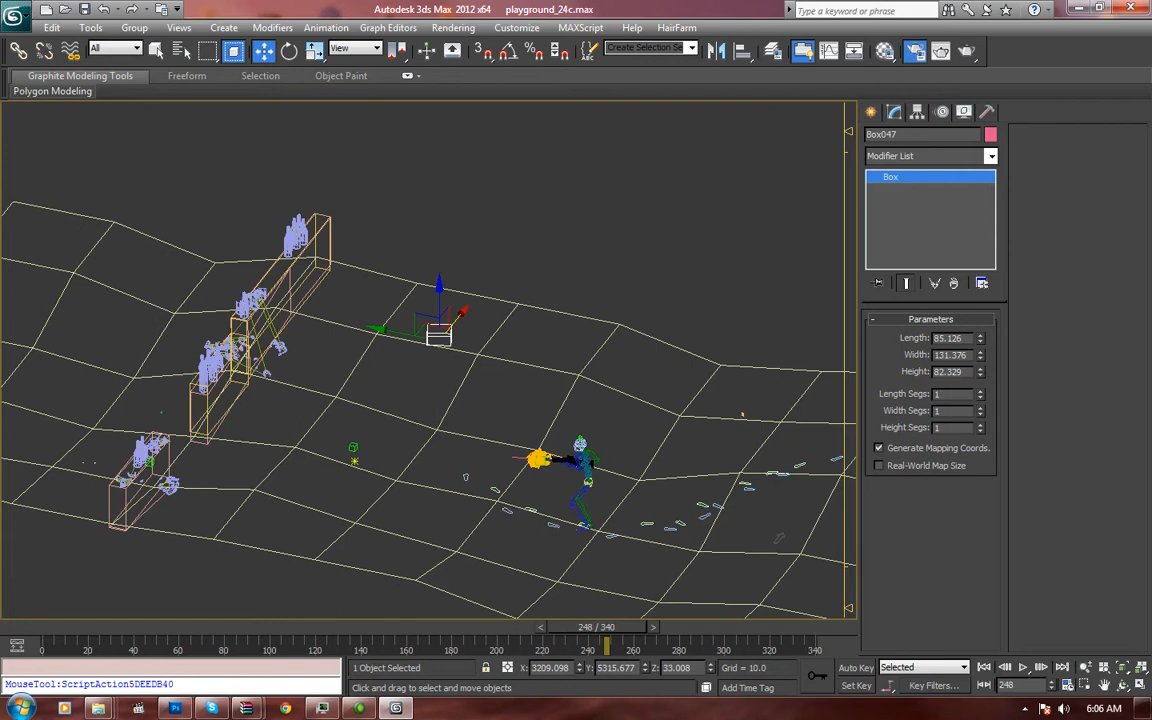 Autodesk 3ds Max 2012 x64 playground_24c.max
Type a keyword or phrase
Edit Tools Group Views Create Modifiers Animation Graph Editors Rendering Customize MAXScript Help HairFarm
All View Create Selection Se
Graphite Modeling Tools Freeform Selection Object Paint
Polygon Modeling
Box047
Modifier List
Box
Parameters
Length: 85.126
Width: 131.376
Height: 82.329
Length Segs: 1
Width Segs: 1
Height Segs: 1
Generate Mapping Coords.
Real-World Map Size
< 248 / 340 >
0 20 40 60 80 100 120 140 160 180 200 220 240 260 280 300 320 340
1 Object Selected X: 3209.098 Y: 5315.677 Z: 33.008 Grid = 10.0 Auto Key Selected
MouseTool:ScriptAction5DEEDB40 Click and drag to select and move objects Add Time Tag Set Key Key Filters... 248
6:06 AM